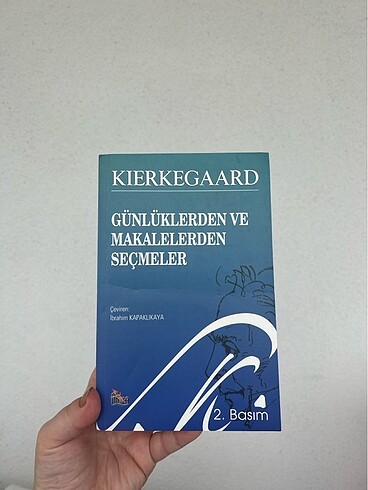 KIERKEGAARD
GÜNLÜKLERDEN VE
MAKALELERDEN
SEÇMELER
Çeviren:
İbrahim KAPAKLIKAYA
2. Basım